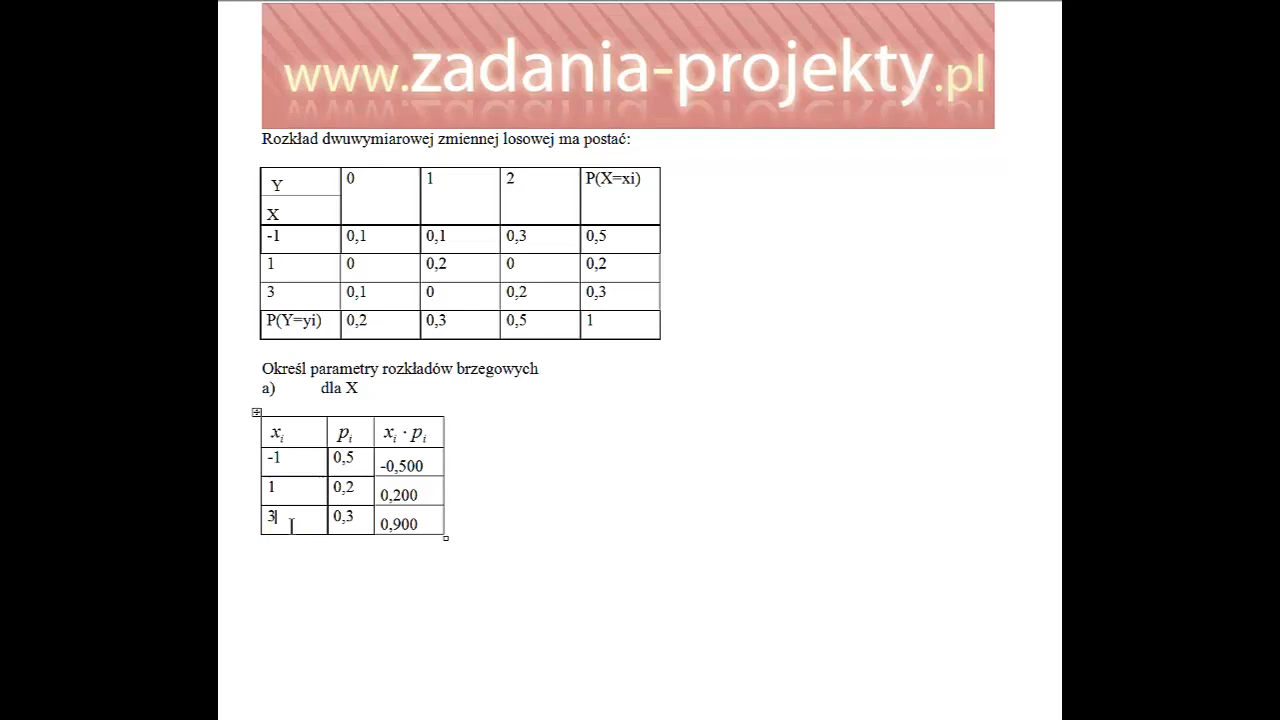 www.zadania-projekty.pl
Rozkład dwuwymiarowej zmiennej losowej ma postać:
Y 0 1 2 P(X=xi)
X
-1 0,1 0,1 0,3 0,5
1 0 0,2 0 0,2
3 0,1 0 0,2 0,3
P(Y=yi) 0,2 0,3 0,5 1
Określ parametry rozkładów brzegowych
a) dla X
xᵢ pᵢ xᵢ · pᵢ
-1 0,5 -0,500
1 0,2 0,200
3 0,3 0,900